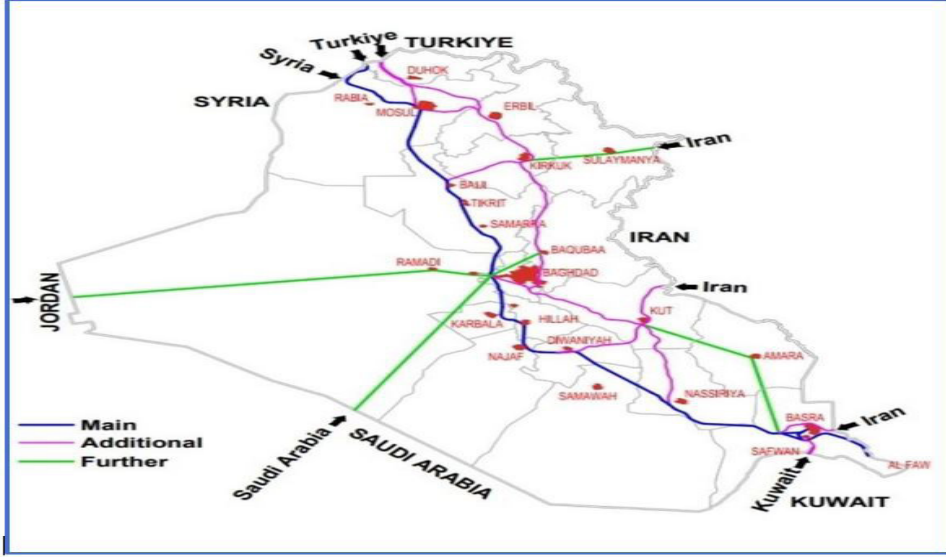 Turkiye
TURKIYE
Syria
DUHOK
SYRIA
RABIA
MOSUL
ERBIL
Iran
KIRKUK
SULAYMANYA
BAIJI
TIKRIT
SAMARRA
IRAN
BAQUBAA
RAMADI
BAGHDAD
Iran
JORDAN
KARBALA
HILLAH
KUT
DIWANIYAH
NAJAF
AMARA
SAMAWAH
NASSIRIYA
Main
Additional
Further
Saudi Arabia
SAUDI ARABIA
BASRA
Iran
SAFWAN
AL FAW
Kuwait
KUWAIT